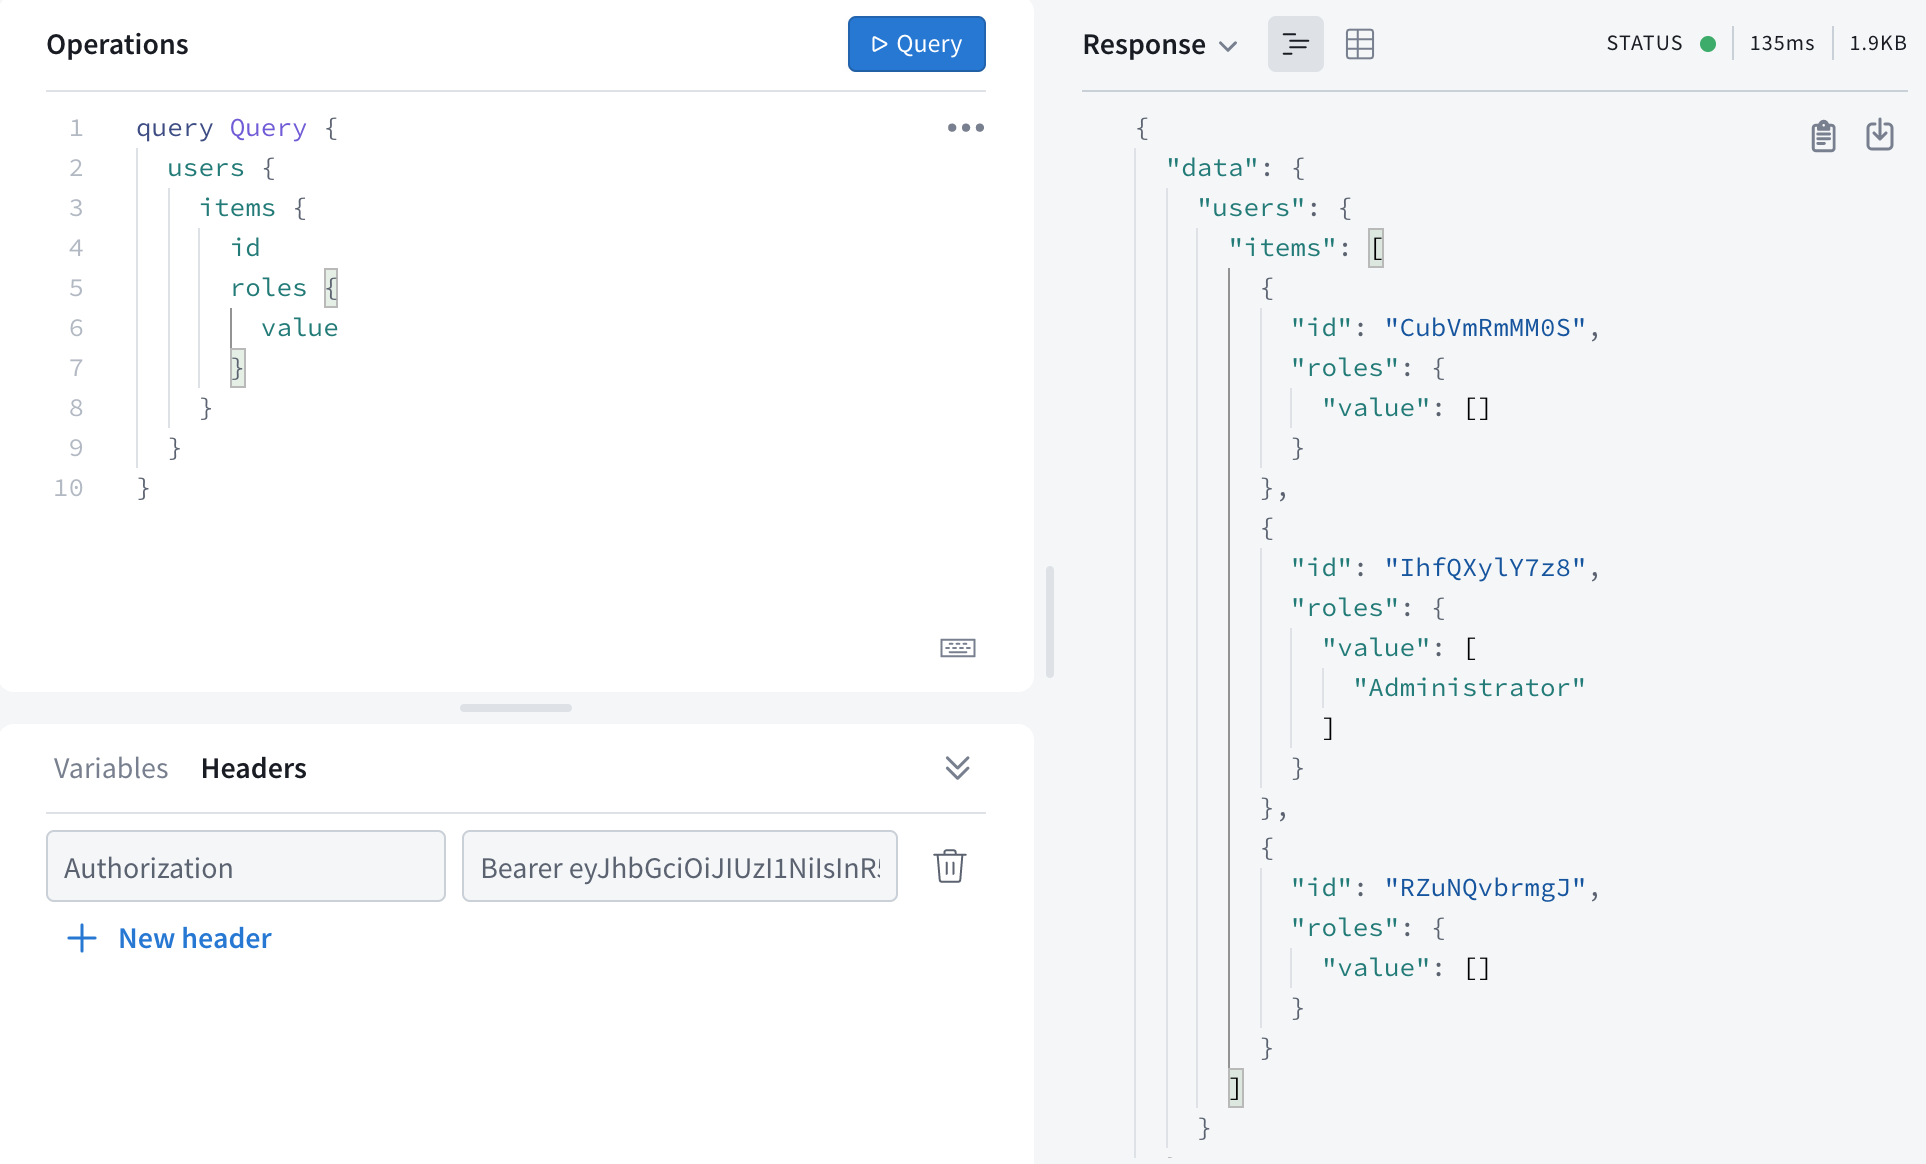 Operations
Query
1 query Query {
2 users {
3 items {
4 id
5 roles {
6 value
7 }
8 }
9 }
10 }
Variables Headers
Authorization Bearer eyJhbGciOiJIUzI1NiIsInR
New header
Response STATUS 135ms 1.9KB
{
"data": {
"users": {
"items": [
{
"id": "CubVmRmMM0S",
"roles": {
"value": []
}
},
{
"id": "IhfQXylY7z8",
"roles": {
"value": [
"Administrator"
]
}
},
{
"id": "RZuNQvbrmgJ",
"roles": {
"value": []
}
}
]
}